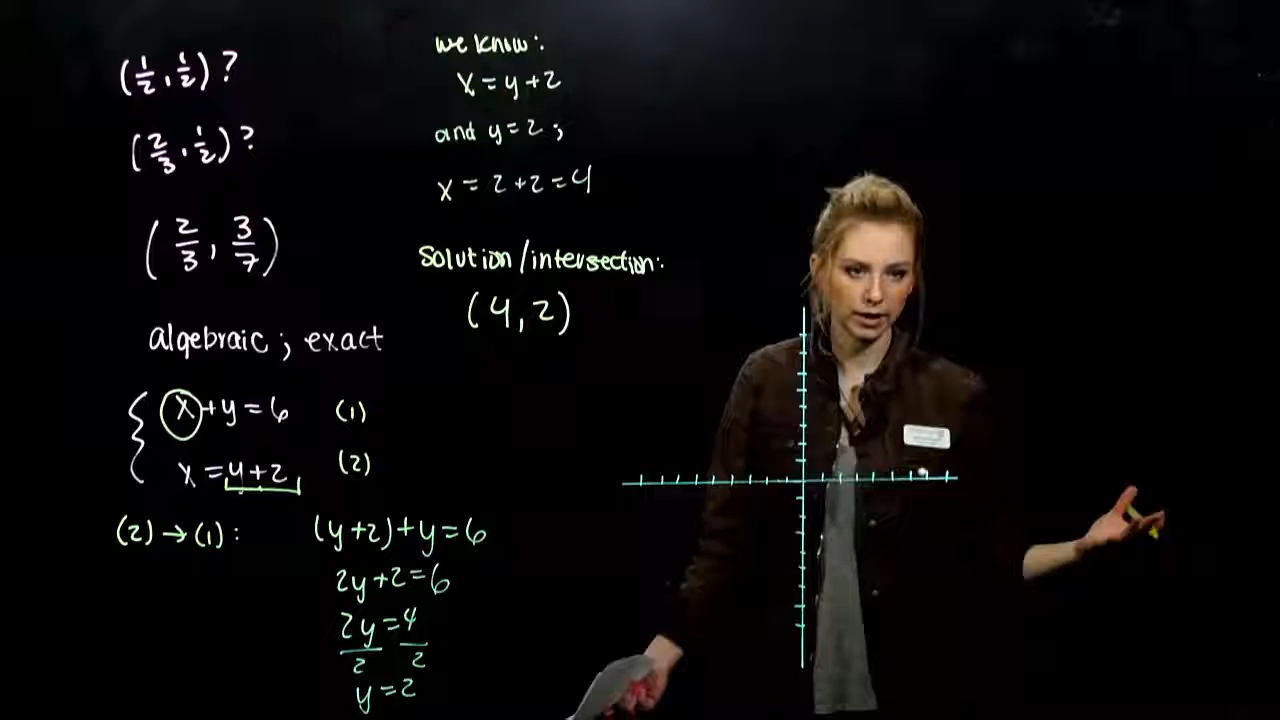 (1/2, 1/2)?
(2/3, 1/2)?
(2/3, 3/7)
algebraic; exact
x+y=6 (1)
x=y+2 (2)
(2)→(1): (y+2)+y=6
2y+2=6
2y/2=4/2
y=2
we know:
x=y+2
and y=2;
x=2+2=4
solution/intersection:
(4,2)